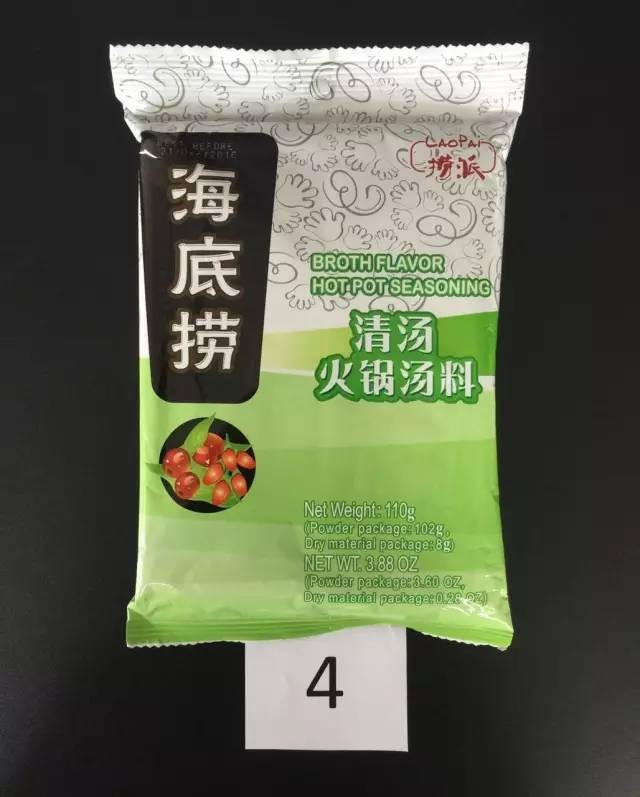 BEST BEFORE
海底捞
LAOPAI
捞派
BROTH FLAVOR
HOT POT SEASONING
清汤
火锅汤料
Net Weight: 110g
(Powder package: 102g,
Dry material package: 8g)
NET WT. 3.88 OZ
(Powder package: 3.60 OZ,
Dry material package: 0.28 OZ)
4